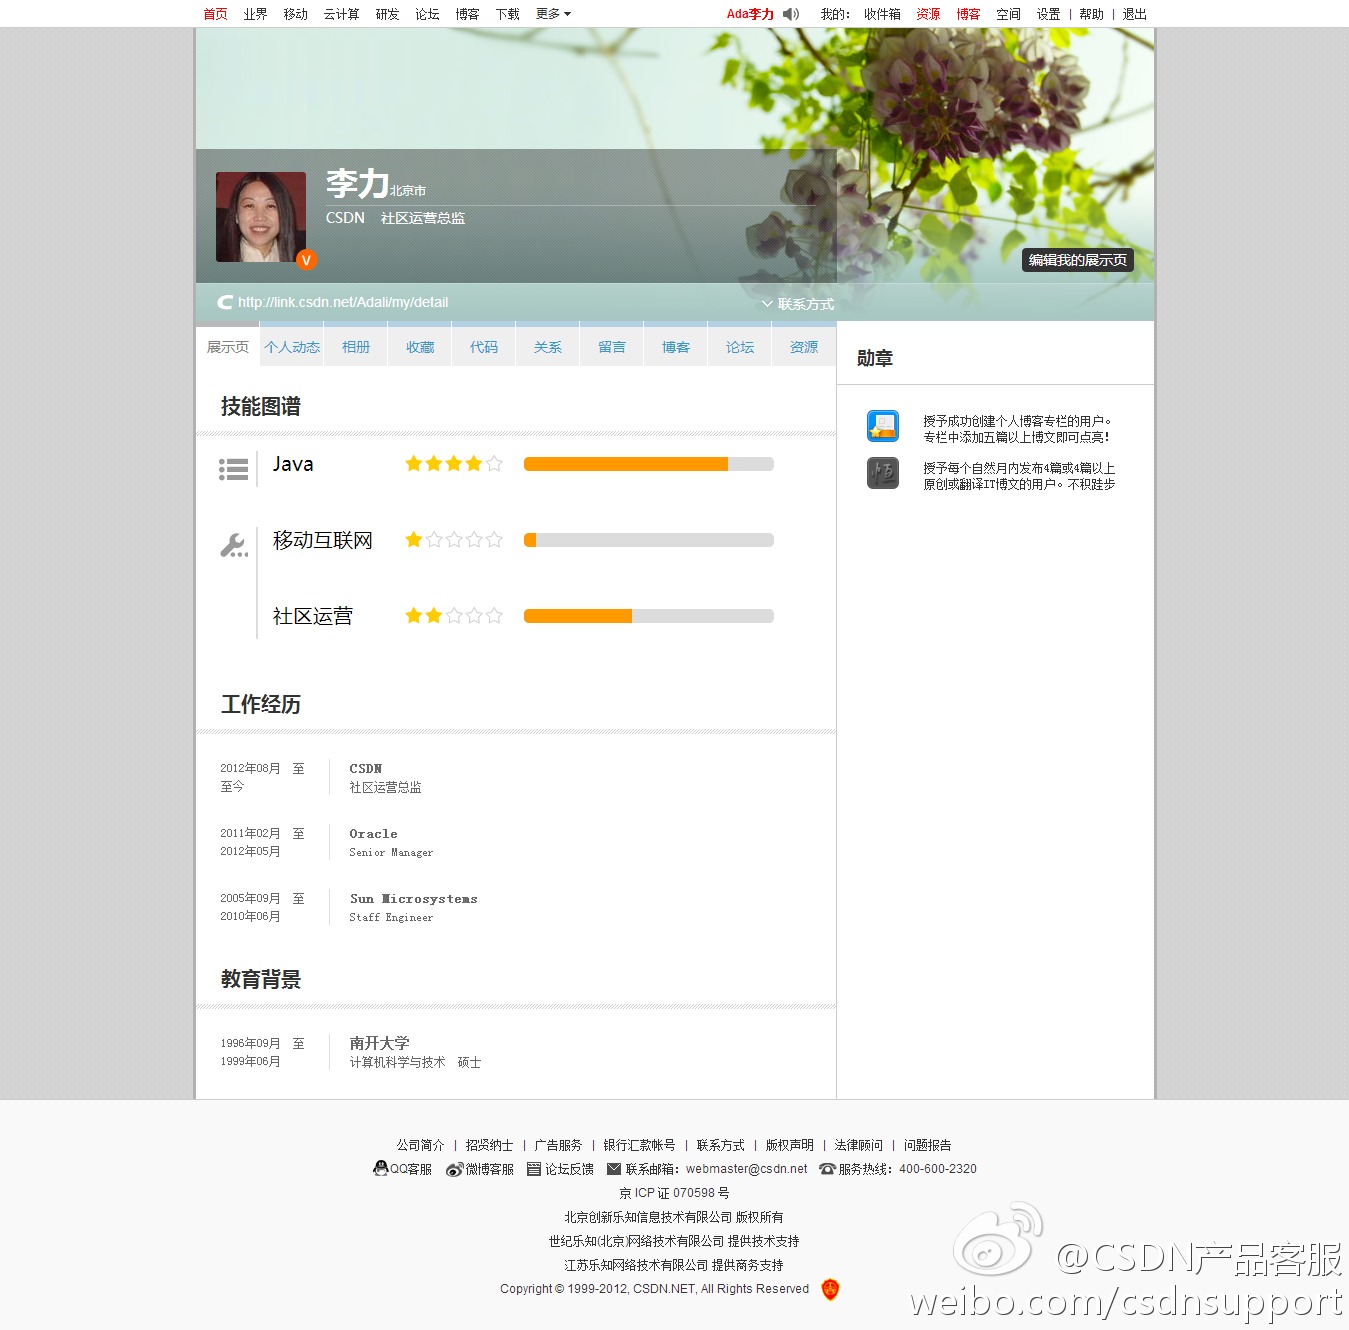 首页 业界 移动 云计算 研发 论坛 博客 下载 更多 Ada李力 我的： 收件箱 资源 博客 空间 设置 | 帮助 | 退出
李力北京市
CSDN 社区运营总监
V
编辑我的展示页
http://link.csdn.net/Adali/my/detail 联系方式
展示页 个人动态 相册 收藏 代码 关系 留言 博客 论坛 资源
勋章
授予成功创建个人博客专栏的用户。
专栏中添加五篇以上博文即可点亮！
恒
授予每个自然月内发布4篇或4篇以上
原创或翻译IT博文的用户。不积跬步
技能图谱
Java
移动互联网
社区运营
工作经历
2012年08月 至
至今
CSDN
社区运营总监
2011年02月 至
2012年05月
Oracle
Senior Manager
2005年09月 至
2010年06月
Sun Microsystems
Staff Engineer
教育背景
1996年09月 至
1999年06月
南开大学
计算机科学与技术 硕士
公司简介 | 招贤纳士 | 广告服务 | 银行汇款帐号 | 联系方式 | 版权声明 | 法律顾问 | 问题报告
QQ客服 微博客服 论坛反馈 联系邮箱：webmaster@csdn.net 服务热线：400-600-2320
京 ICP 证 070598 号
北京创新乐知信息技术有限公司 版权所有
世纪乐知(北京)网络技术有限公司 提供技术支持
江苏乐知网络技术有限公司 提供商务支持
Copyright © 1999-2012, CSDN.NET, All Rights Reserved
@CSDN产品客服
weibo.com/csdnsupport